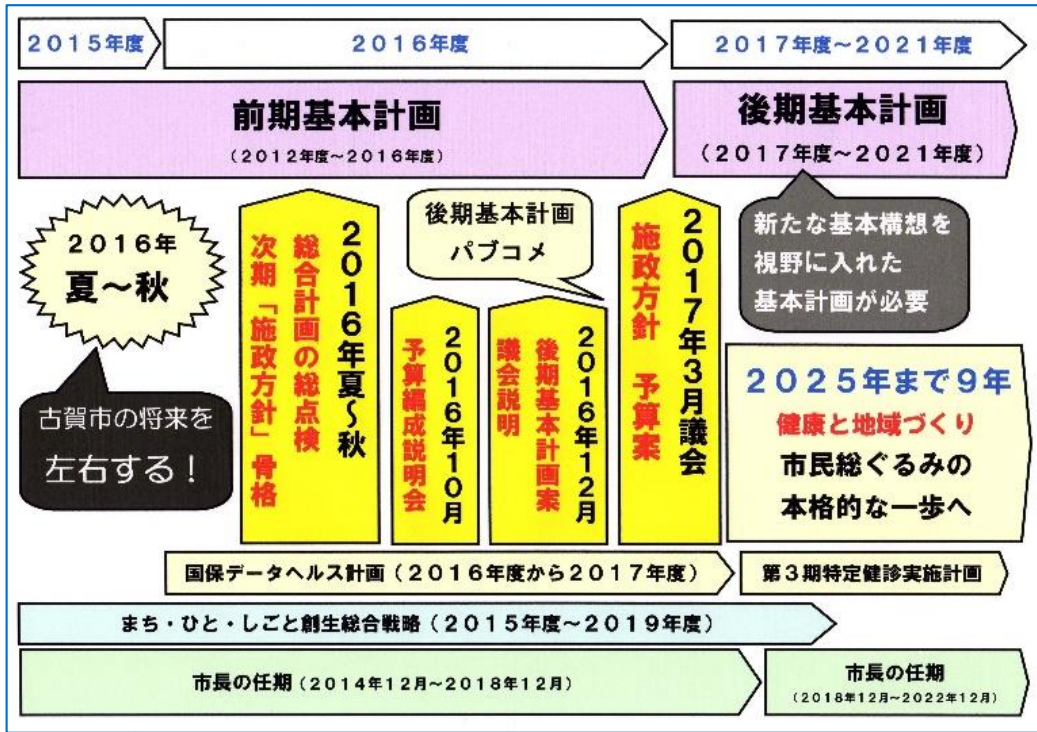 ２０１５年度
２０１６年度
２０１７年度～２０２１年度
前期基本計画
（２０１２年度～２０１６年度）
後期基本計画
（２０１７年度～２０２１年度）
２０１６年
夏～秋
古賀市の将来を
左右する！
２０１６年夏～秋
総合計画の総点検
次期「施政方針」骨格
２０１６年１０月
予算編成説明会
後期基本計画
パブコメ
２０１６年１２月
後期基本計画案
議会説明
２０１７年３月議会
施政方針　予算案
新たな基本構想を
視野に入れた
基本計画が必要
２０２５年まで９年
健康と地域づくり
市民総ぐるみの
本格的な一歩へ
国保データヘルス計画（２０１６年度から２０１７年度）
第３期特定健診実施計画
まち・ひと・しごと創生総合戦略（２０１５年度～２０１９年度）
市長の任期（２０１４年１２月～２０１８年１２月）
市長の任期
（２０１８年１２月～２０２２年１２月）